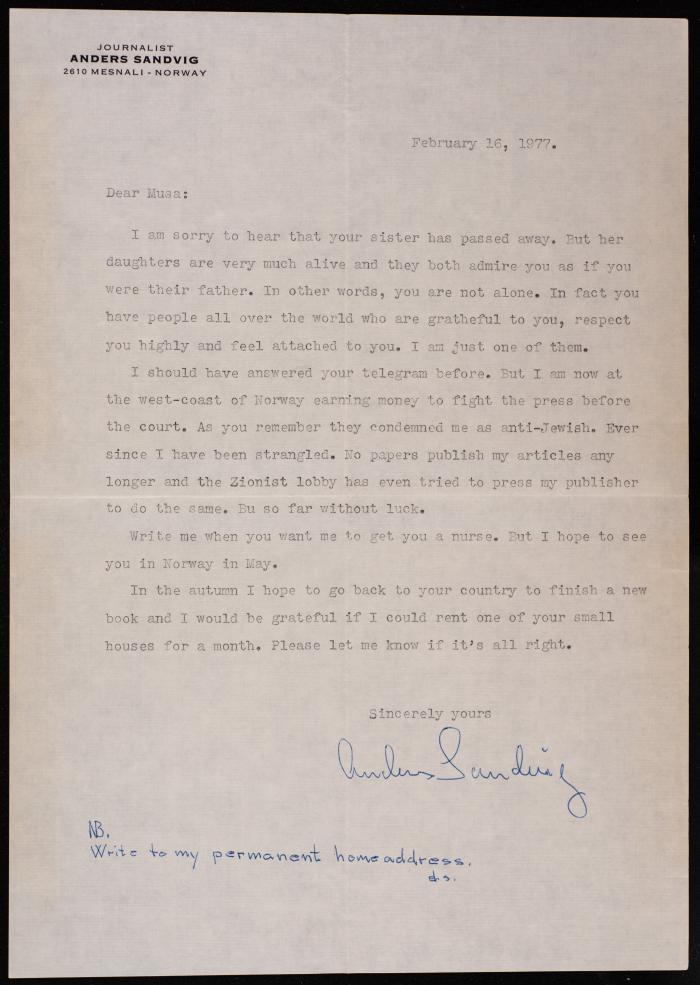 JOURNALIST
ANDERS SANDVIG
2610 MESNALI - NORWAY
February 16, 1977.
Dear Musa:
I am sorry to hear that your sister has passed away. But her
daughters are very much alive and they both admire you as if you
were their father. In other words, you are not alone. In fact you
have people all over the world who are gratheful to you, respect
you highly and feel attached to you. I am just one of them.
I should have answered your telegram before. But I am now at
the west-coast of Norway earning money to fight the press before
the court. As you remember they condemned me as anti-Jewish. Ever
since I have been strangled. No papers publish my articles any
longer and the Zionist lobby has even tried to press my publisher
to do the same. Bu so far without luck.
Write me when you want me to get you a nurse. But I hope to see
you in Norway in May.
In the autumn I hope to go back to your country to finish a new
book and I would be grateful if I could rent one of your small
houses for a month. Please let me know if it's all right.
Sincerely yours
Anders Sandvig
NB.
Write to my permanent homeaddress.
d.s.